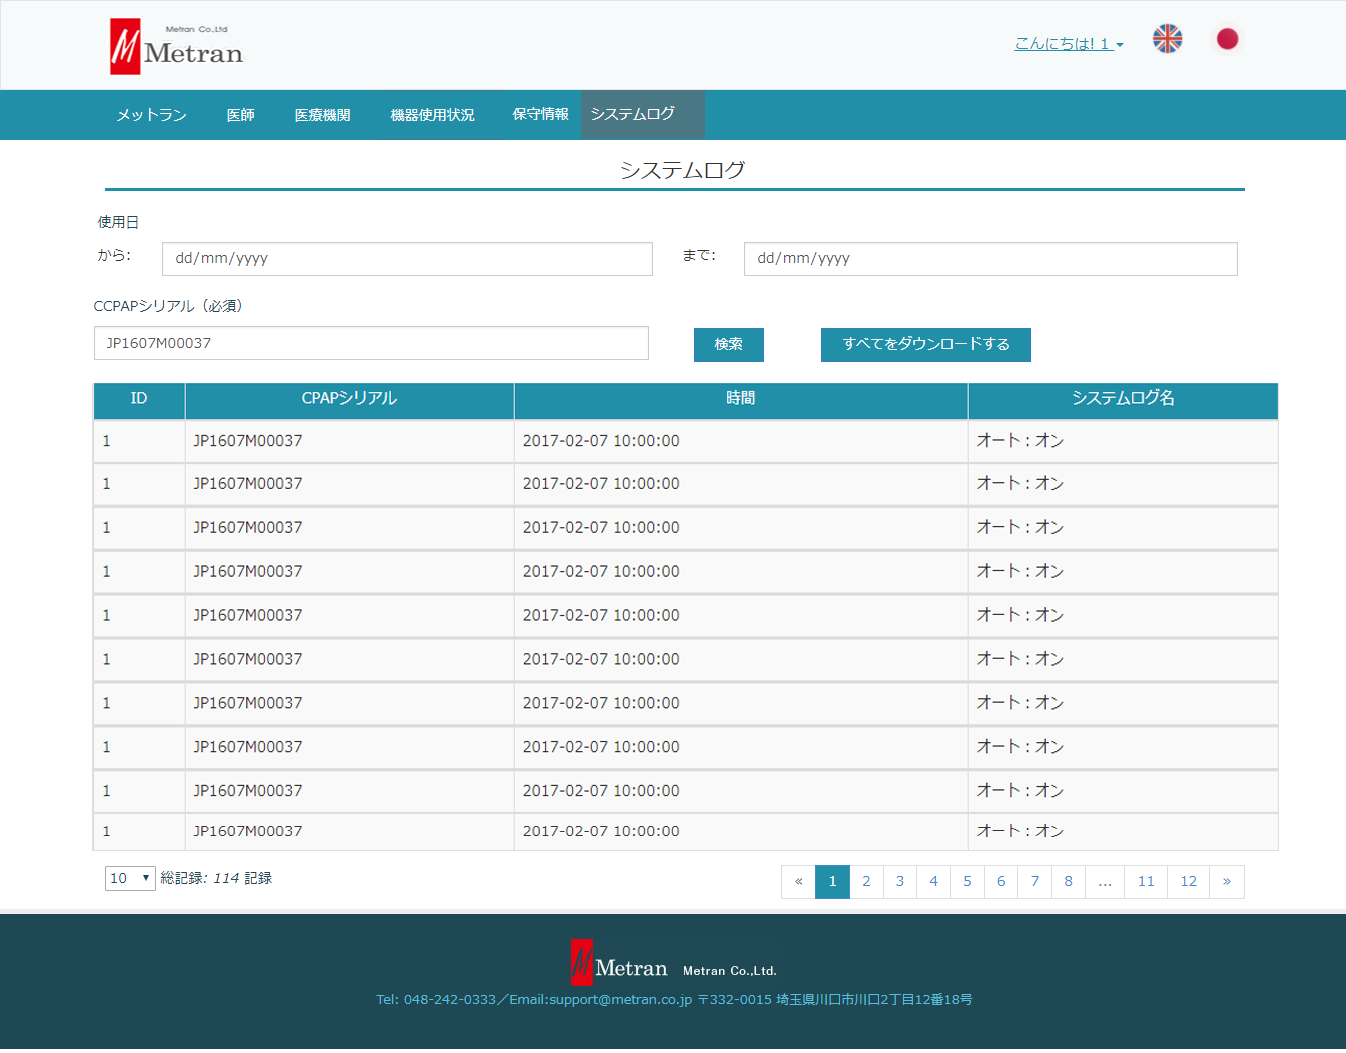 Metran Co.,Ltd
Metran
こんにちは! 1
メットラン 医師 医療機関 機器使用状況 保守情報 システムログ
システムログ
使用日
から: dd/mm/yyyy まで: dd/mm/yyyy
CCPAPシリアル（必須）
JP1607M00037 検索 すべてをダウンロードする
ID CPAPシリアル 時間 システムログ名
1 JP1607M00037 2017-02-07 10:00:00 オート：オン
1 JP1607M00037 2017-02-07 10:00:00 オート：オン
1 JP1607M00037 2017-02-07 10:00:00 オート：オン
1 JP1607M00037 2017-02-07 10:00:00 オート：オン
1 JP1607M00037 2017-02-07 10:00:00 オート：オン
1 JP1607M00037 2017-02-07 10:00:00 オート：オン
1 JP1607M00037 2017-02-07 10:00:00 オート：オン
1 JP1607M00037 2017-02-07 10:00:00 オート：オン
1 JP1607M00037 2017-02-07 10:00:00 オート：オン
1 JP1607M00037 2017-02-07 10:00:00 オート：オン
10 総記録: 114 記録 « 1 2 3 4 5 6 7 8 ... 11 12 »
Metran Metran Co.,Ltd.
Tel: 048-242-0333／Email:support@metran.co.jp 〒332-0015 埼玉県川口市川口2丁目12番18号